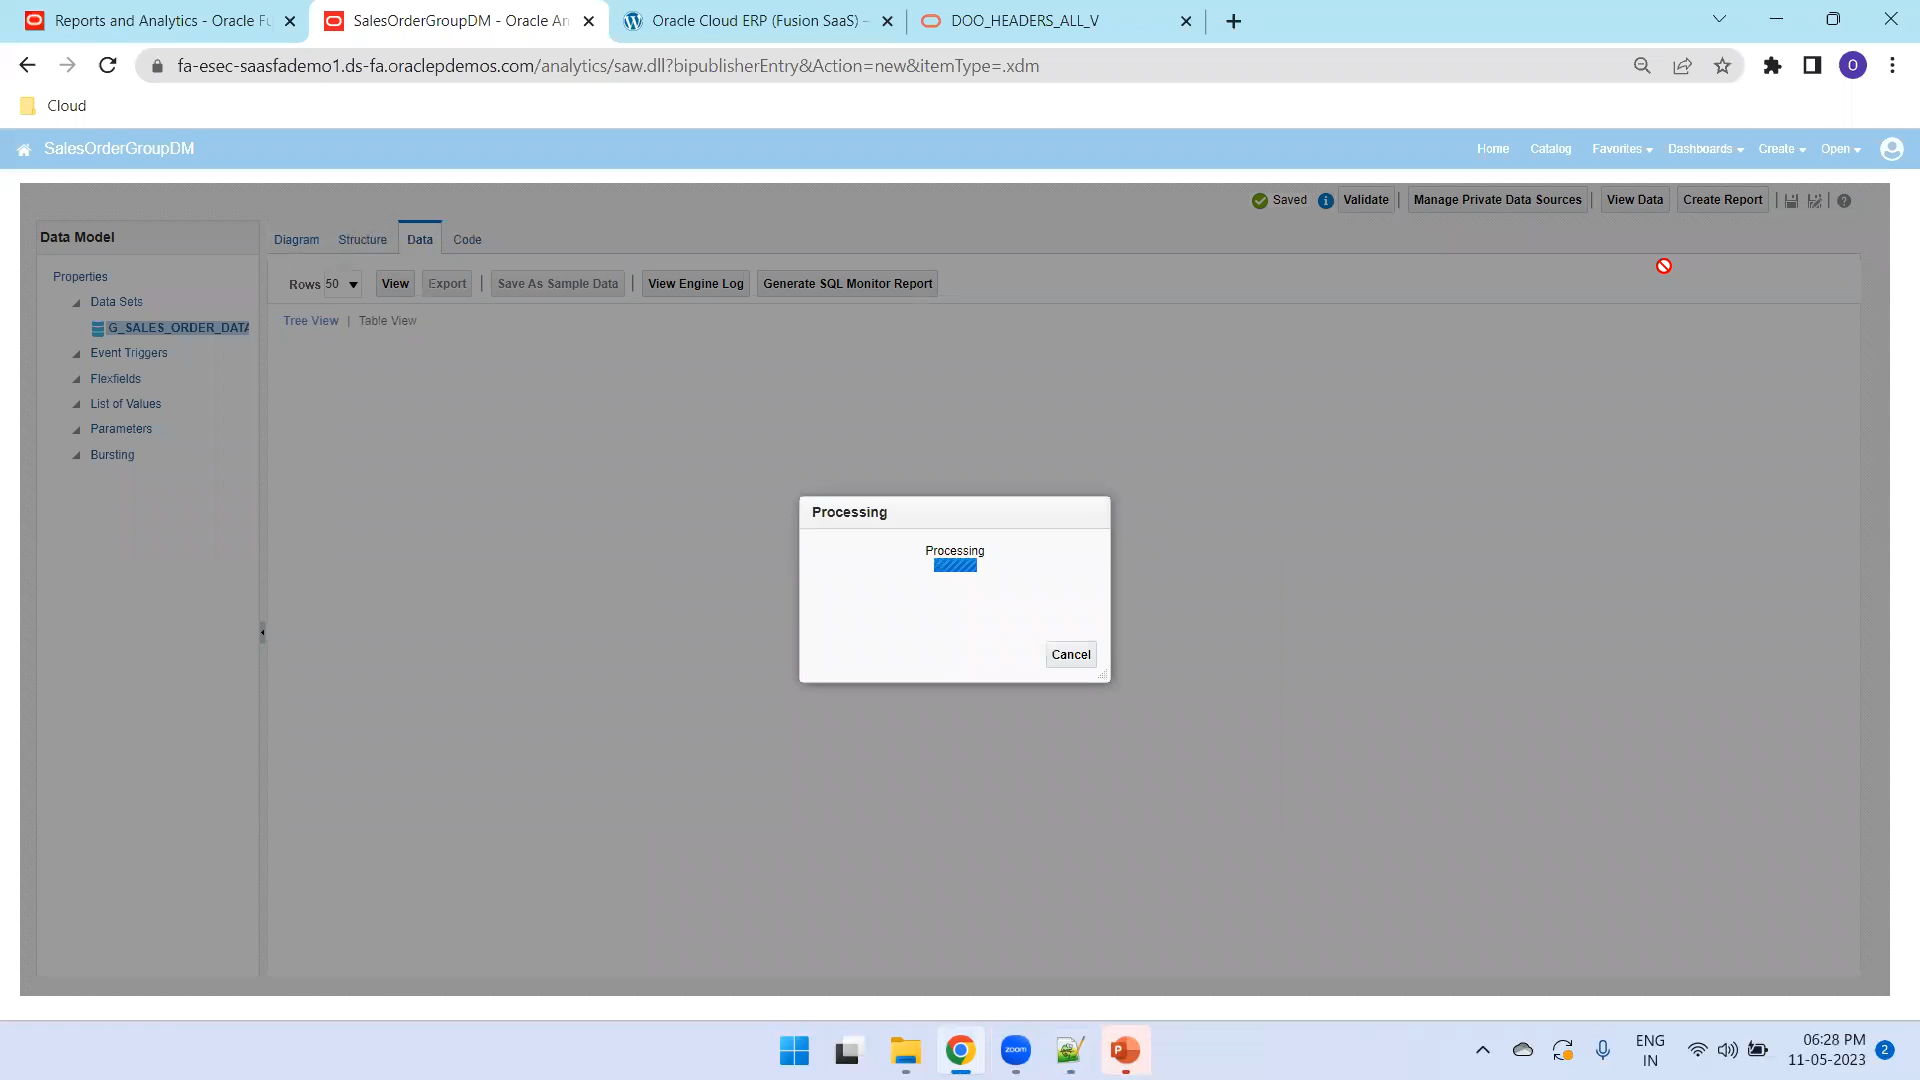 Reports and Analytics - Oracle Fu
SalesOrderGroupDM - Oracle An
Oracle Cloud ERP (Fusion SaaS) –
DOO_HEADERS_ALL_V
fa-esec-saasfademo1.ds-fa.oraclepdemos.com/analytics/saw.dll?bipublisherEntry&Action=new&itemType=.xdm
O
Cloud
SalesOrderGroupDM
Home Catalog Favorites Dashboards Create Open
Saved Validate Manage Private Data Sources View Data Create Report
Data Model
Diagram Structure Data Code
Properties
Rows 50 View Export Save As Sample Data View Engine Log Generate SQL Monitor Report
Data Sets
Tree View | Table View
G_SALES_ORDER_DATA
Event Triggers
Flexfields
List of Values
Parameters
Bursting
Processing
Processing
Cancel
zoom
ENG
IN
06:28 PM
11-05-2023
2